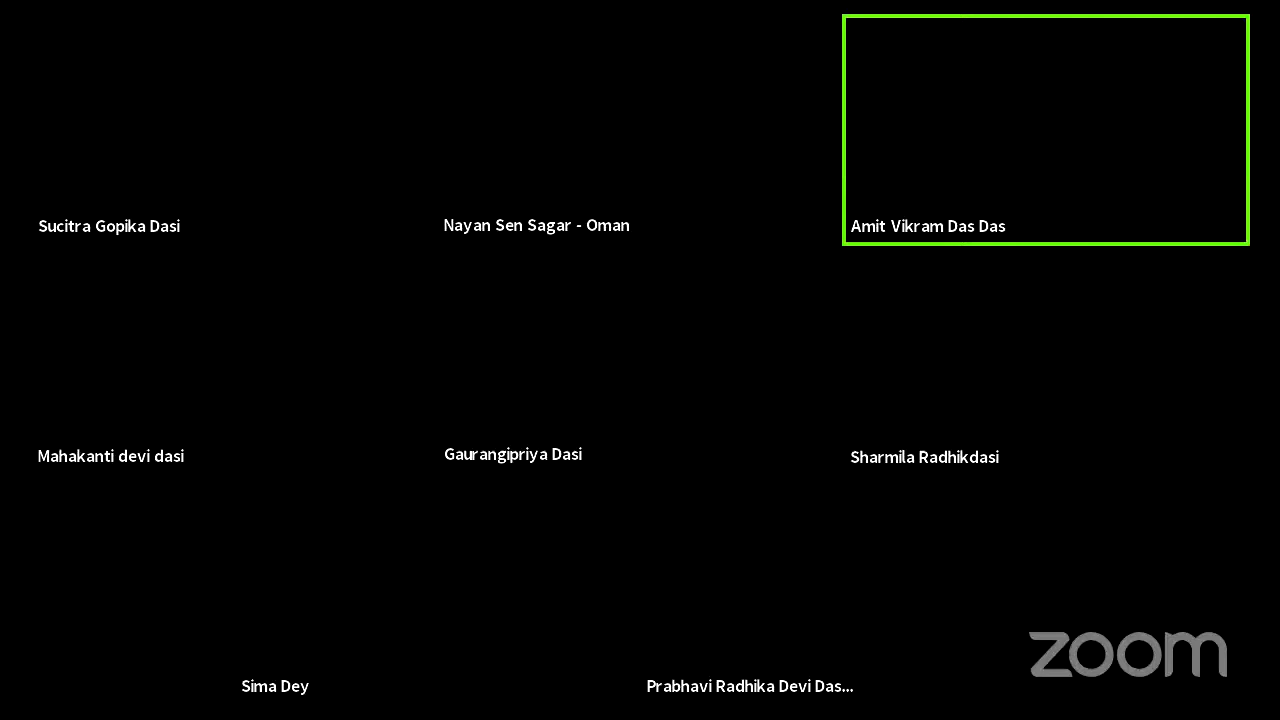 Sucitra Gopika Dasi
Nayan Sen Sagar - Oman
Amit Vikram Das Das
Mahakanti devi dasi
Gaurangipriya Dasi
Sharmila Radhikdasi
Sima Dey
Prabhavi Radhika Devi Das...
zoom